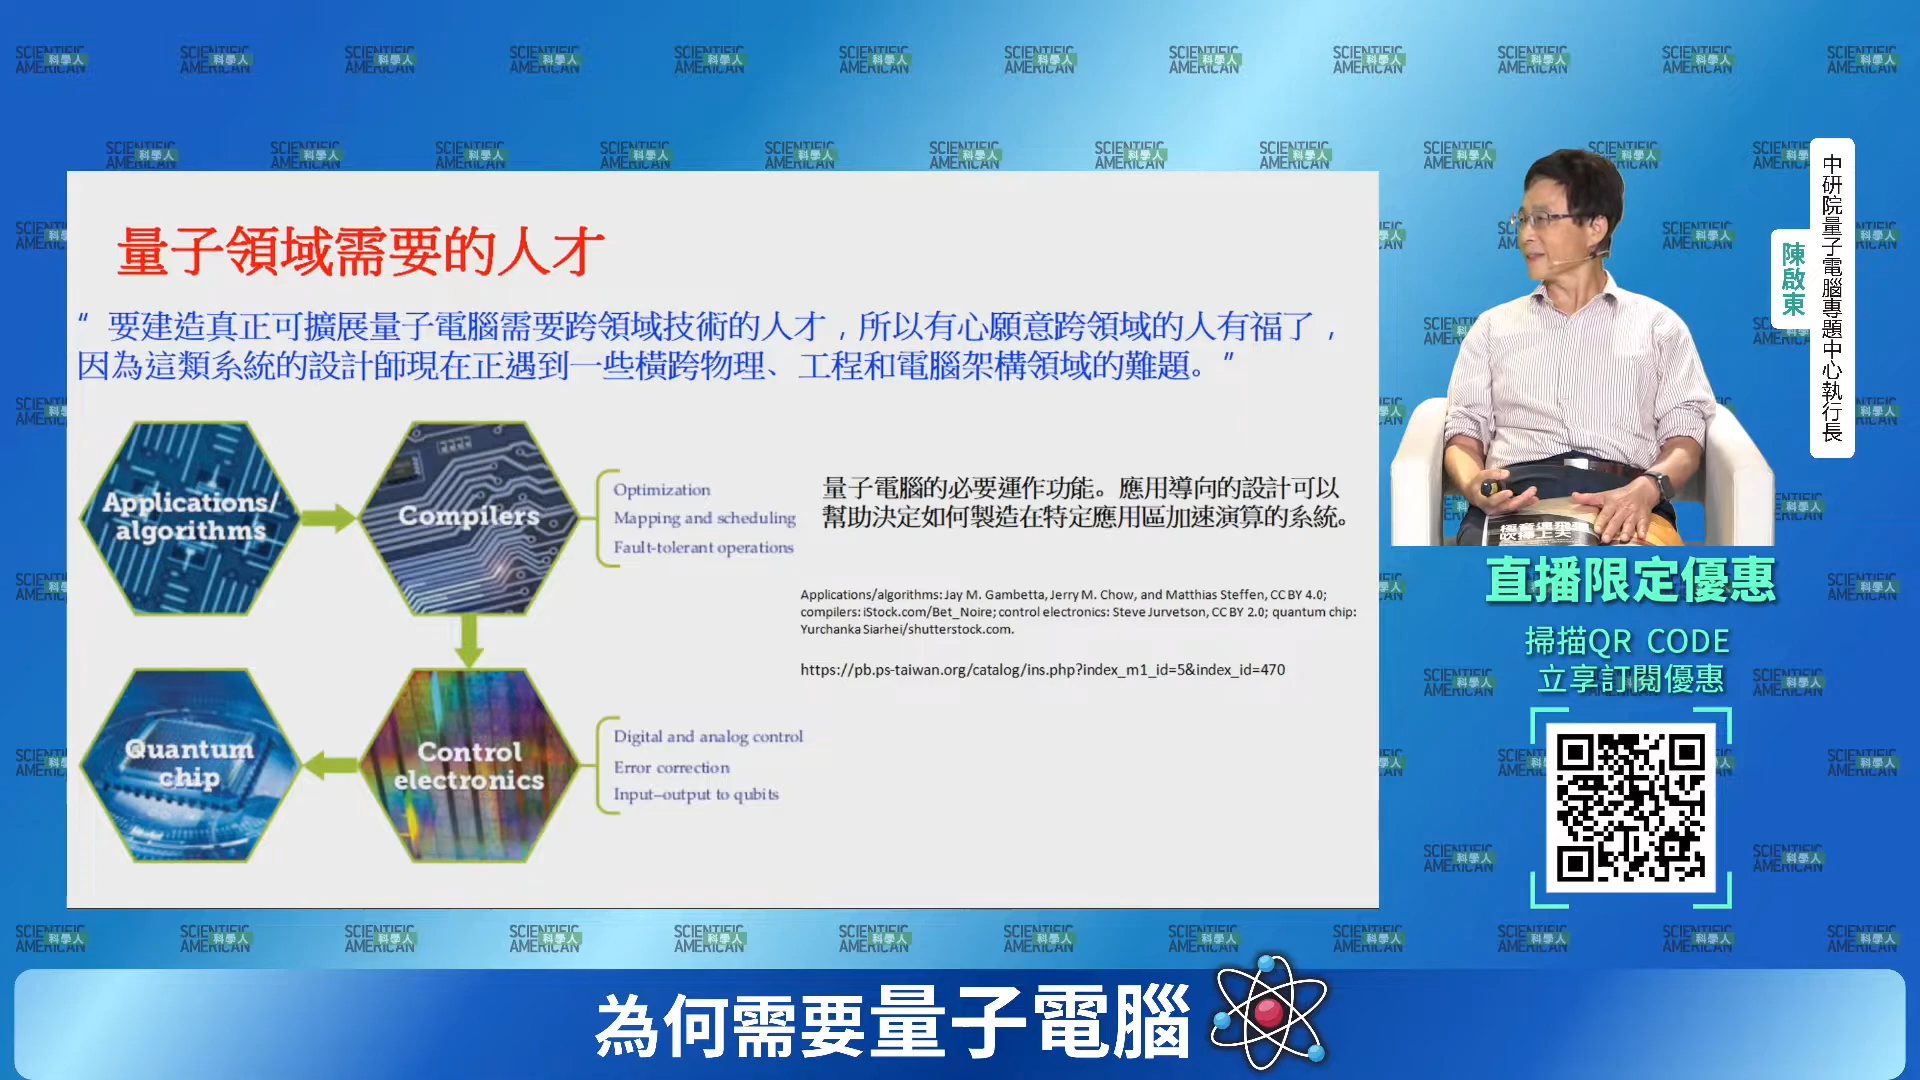 SCIENTIFIC AMERICAN 科學人
量子領域需要的人才
“ 要建造真正可擴展量子電腦需要跨領域技術的人才，所以有心願意跨領域的人有福了，
因為這類系統的設計師現在正遇到一些橫跨物理、工程和電腦架構領域的難題。”
Applications/
algorithms
Compilers
Optimization
Mapping and scheduling
Fault-tolerant operations
量子電腦的必要運作功能。應用導向的設計可以
幫助決定如何製造在特定應用區加速演算的系統。
Applications/algorithms: Jay M. Gambetta, Jerry M. Chow, and Matthias Steffen, CC BY 4.0;
compilers: iStock.com/Bet_Noire; control electronics: Steve Jurvetson, CC BY 2.0; quantum chip:
Yurchanka Siarhei/shutterstock.com.
https://pb.ps-taiwan.org/catalog/ins.php?index_m1_id=5&index_id=470
Quantum
chip
Control
electronics
Digital and analog control
Error correction
Input–output to qubits
中研院量子電腦專題中心執行長
陳啟東
直播限定優惠
掃描QR CODE
立享訂閱優惠
為何需要量子電腦